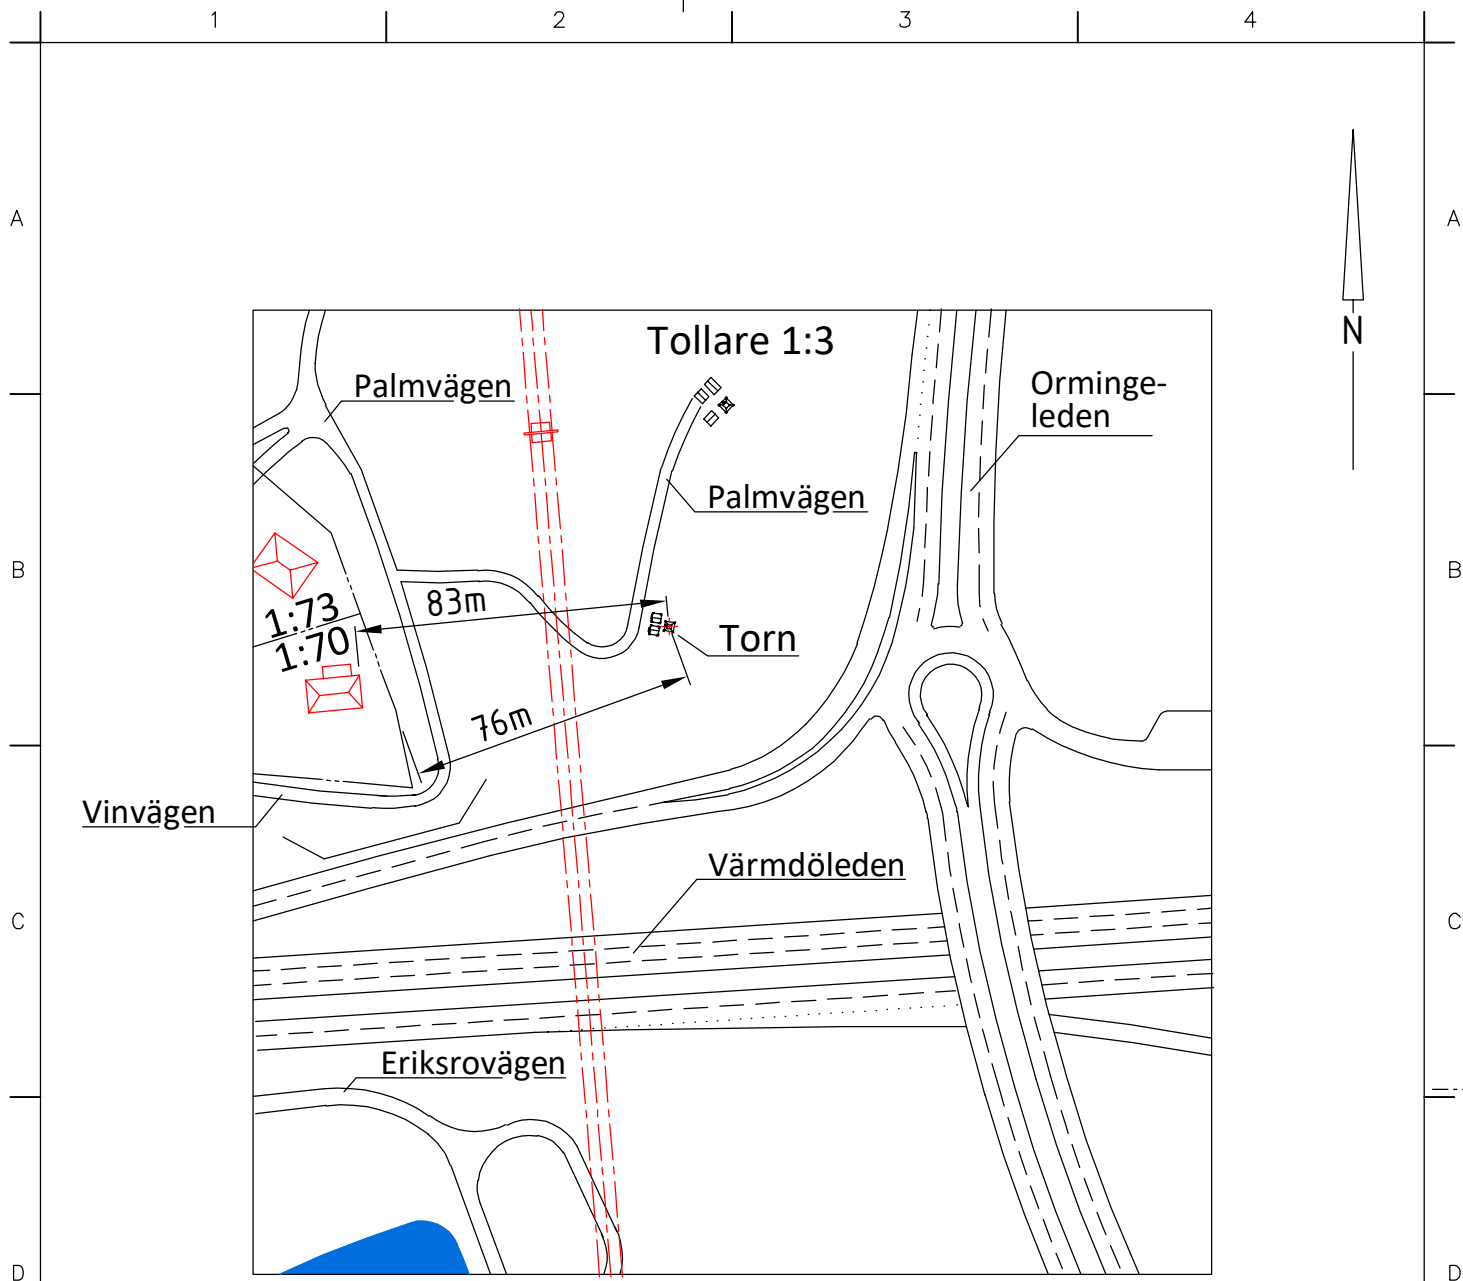 1 2 3 4
A A
N
Tollare 1:3
Palmvägen
Orminge-
leden
Palmvägen
B B
1:73
83m
1:70
Torn
76m
Vinvägen
Värmdöleden
C C
Eriksrovägen
D D